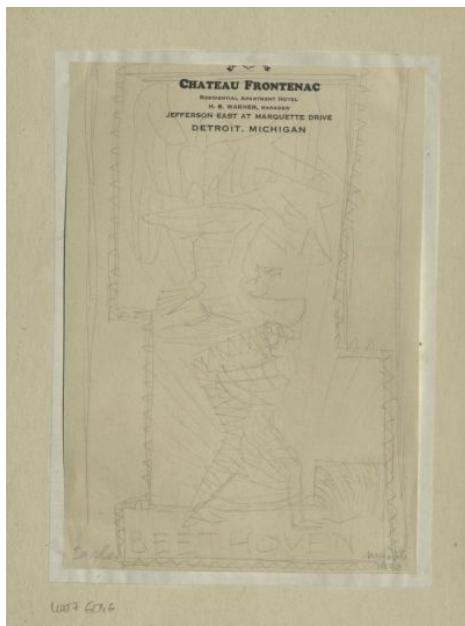 CHATEAU FRONTENAC
RESIDENTIAL APARTMENT HOTEL
H. B. WARNER, MANAGER
JEFFERSON EAST AT MARQUETTE DRIVE
DETROIT, MICHIGAN
BEETHOVEN